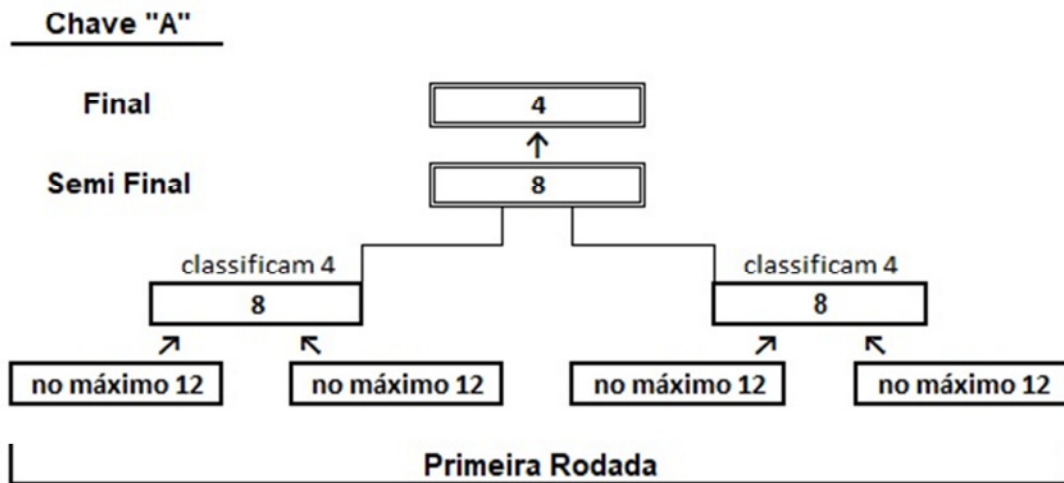 Chave "A"
Final
4
Semi Final
8
classificam 4
classificam 4
8
8
no máximo 12
no máximo 12
no máximo 12
no máximo 12
Primeira Rodada